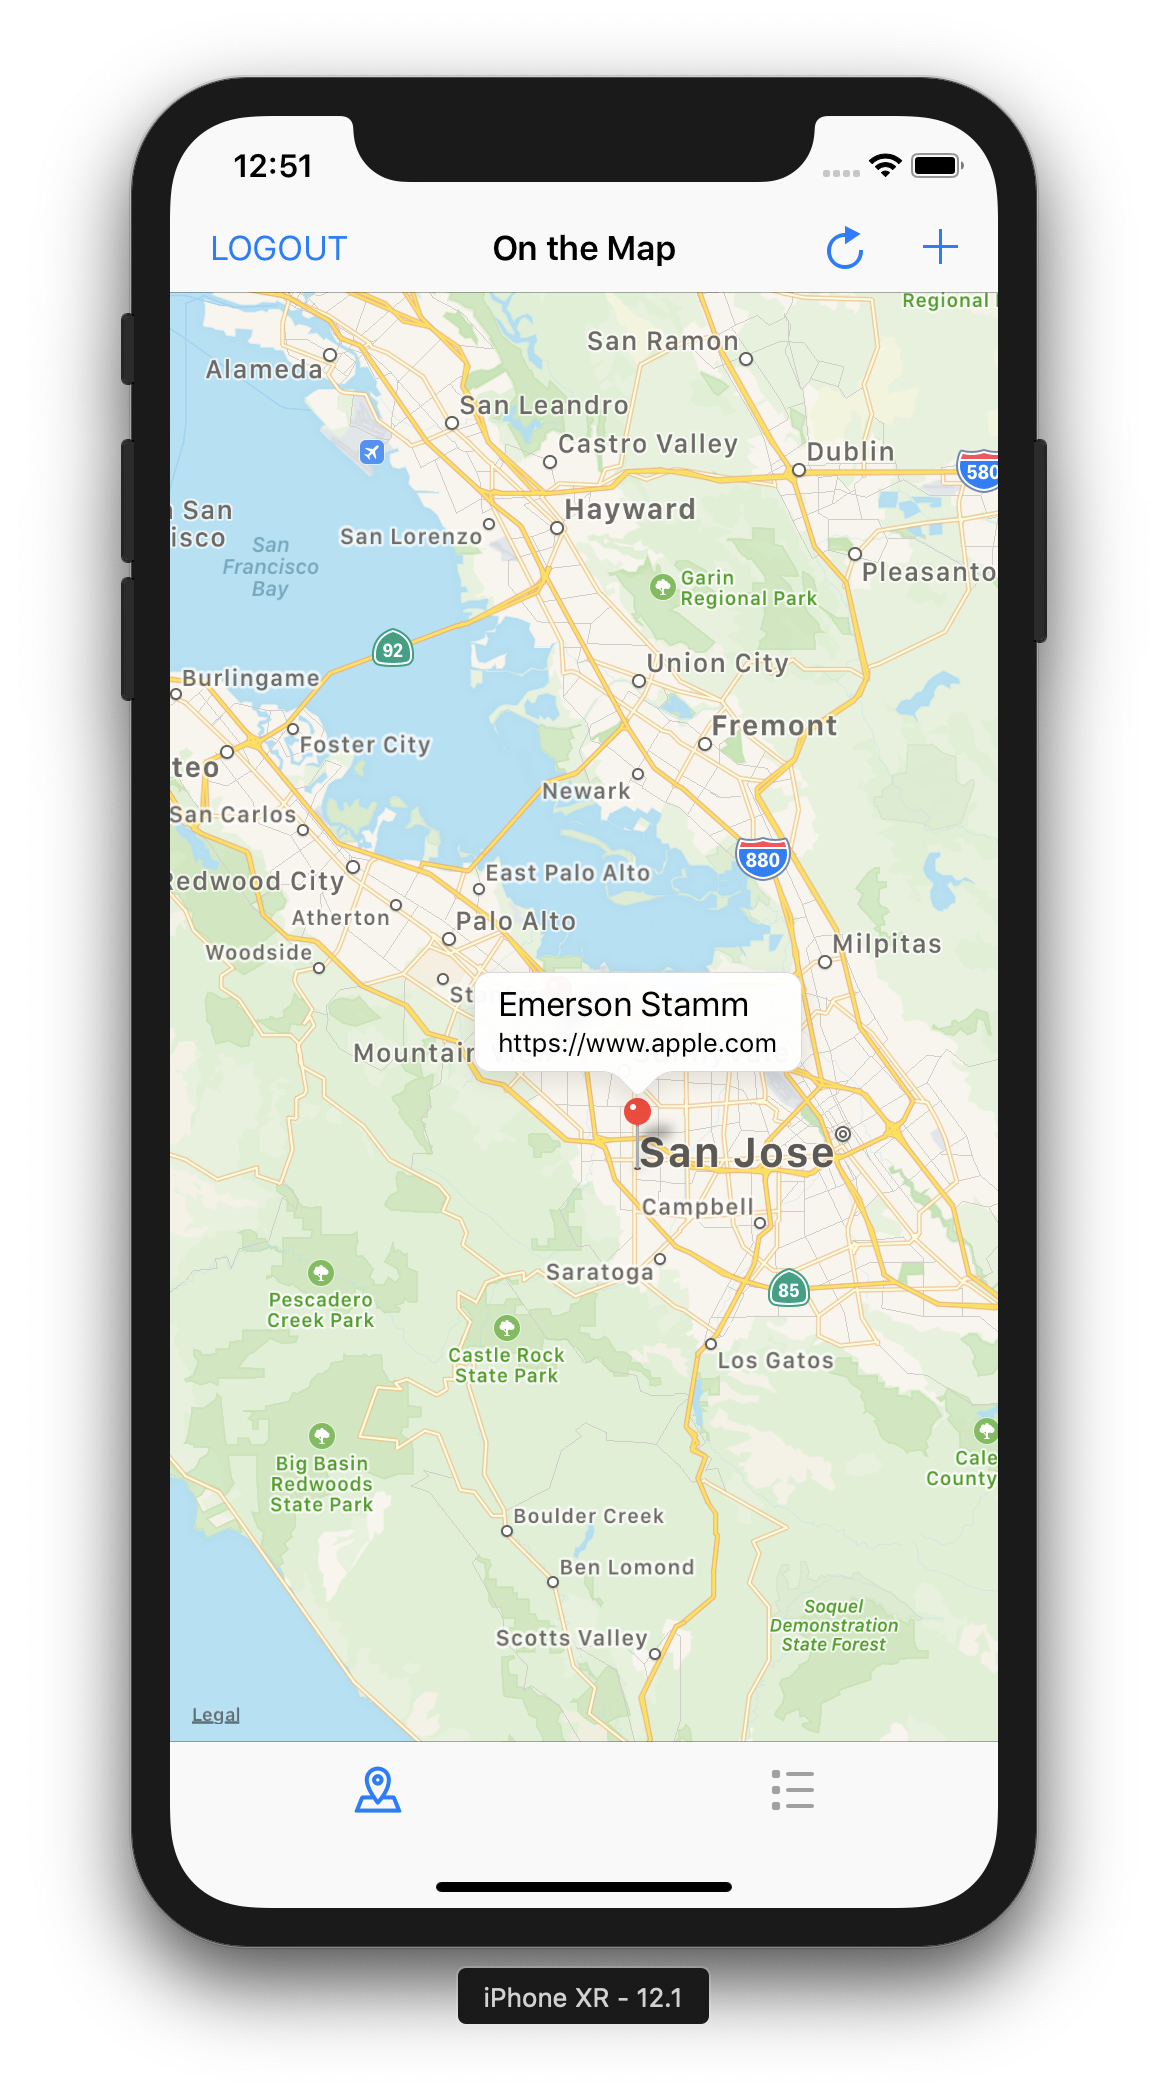 12:51
LOGOUT
On the Map
Regional
San Ramon
Alameda
San Leandro
Castro Valley
Dublin
580
San
Hayward
San Lorenzo
San
Francisco
Bay
Pleasanto
Garin
Regional Park
92
Union City
Burlingame
Fremont
Foster City
teo
Newark
San Carlos
880
East Palo Alto
Redwood City
Atherton
Palo Alto
Milpitas
Woodside
Emerson Stamm
https://www.apple.com
Mountain
San Jose
Campbell
Saratoga
Pescadero
Creek Park
85
Castle Rock
State Park
Los Gatos
Big Basin
Redwoods
State Park
Cale
County
Boulder Creek
Ben Lomond
Soquel
Demonstration
State Forest
Scotts Valley
Legal
iPhone XR - 12.1